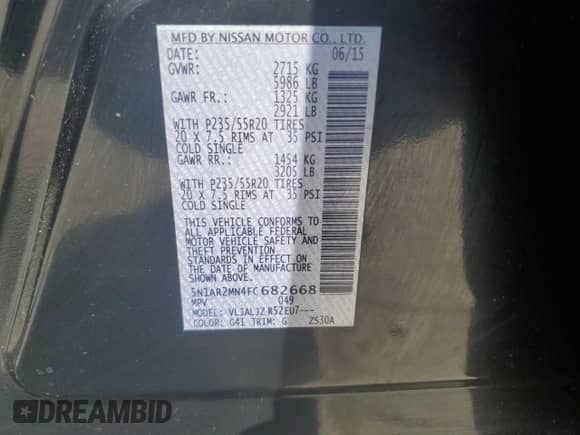 MFD BY NISSAN MOTOR CO., LTD.
DATE: 06/15
GVWR: 2715 KG
5986 LB
GAWR FR.: 1325 KG
2921 LB
WITH P235/55R20 TIRES
20 X 7.5 RIMS AT 35 PSI
COLD SINGLE
GAWR RR.: 1454 KG
3205 LB
WITH P235/55R20 TIRES
20 X 7.5 RIMS AT 35 PSI
COLD SINGLE
THIS VEHICLE CONFORMS TO
ALL APPLICABLE FEDERAL
MOTOR VEHICLE SAFETY AND
THEFT PREVENTION
STANDARDS IN EFFECT ON
THE DATE OF MANUFACTURE
SHOWN ABOVE.
5N1AR2MN4FC682668
MPV 049
MODEL:
COLOR: G41 TRIM: G ZS30A
DREAMBID